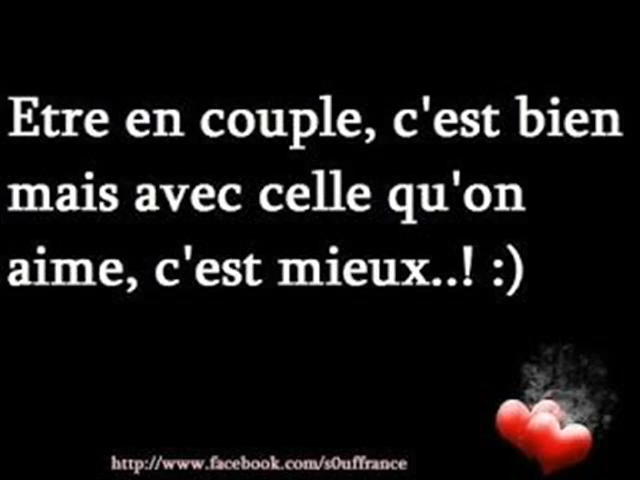 Etre en couple, c'est bien
mais avec celle qu'on
aime, c'est mieux..! :)
http://www.facebook.com/s0uffrance